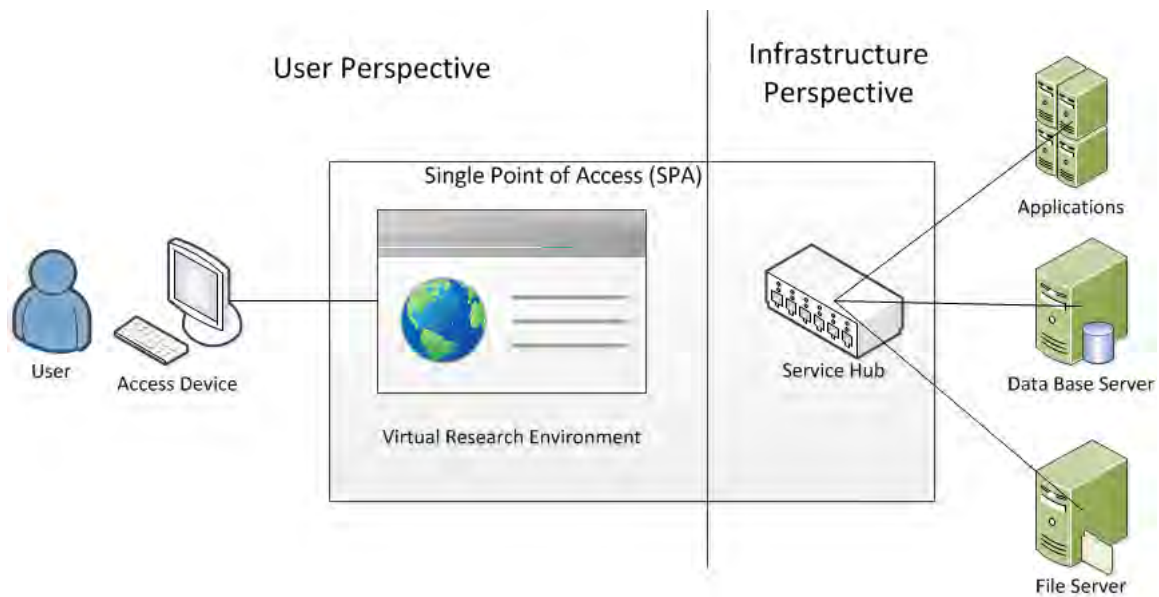 User Perspective
Infrastructure
Perspective
Single Point of Access (SPA)
Applications
User
Access Device
Service Hub
Data Base Server
Virtual Research Environment
File Server